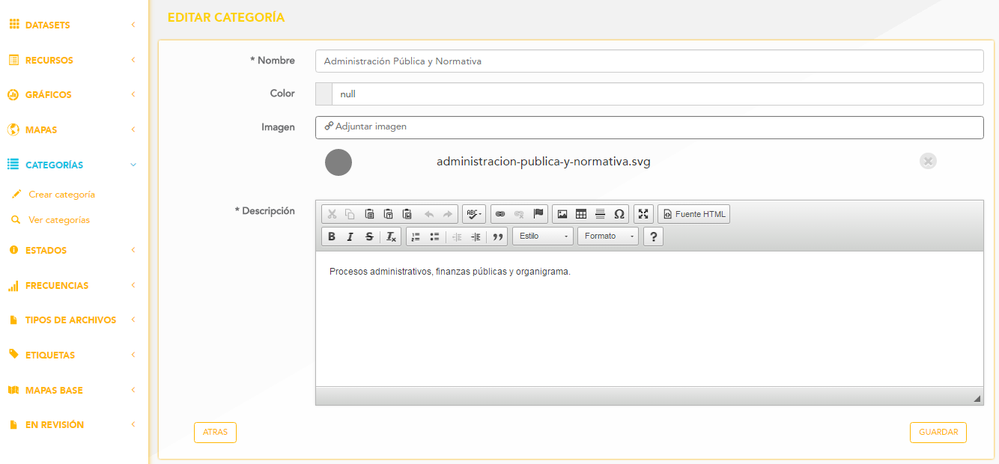 DATASETS
RECURSOS
GRÁFICOS
MAPAS
CATEGORÍAS
Crear categoría
Ver categorías
ESTADOS
FRECUENCIAS
TIPOS DE ARCHIVOS
ETIQUETAS
MAPAS BASE
EN REVISIÓN
EDITAR CATEGORÍA
* Nombre
Administración Pública y Normativa
Color
null
Imagen
Adjuntar imagen
administracion-publica-y-normativa.svg
* Descripción
ABC Ω Fuente HTML
B I S Ix Estilo Formato ?
Procesos administrativos, finanzas públicas y organigrama.
ATRAS
GUARDAR